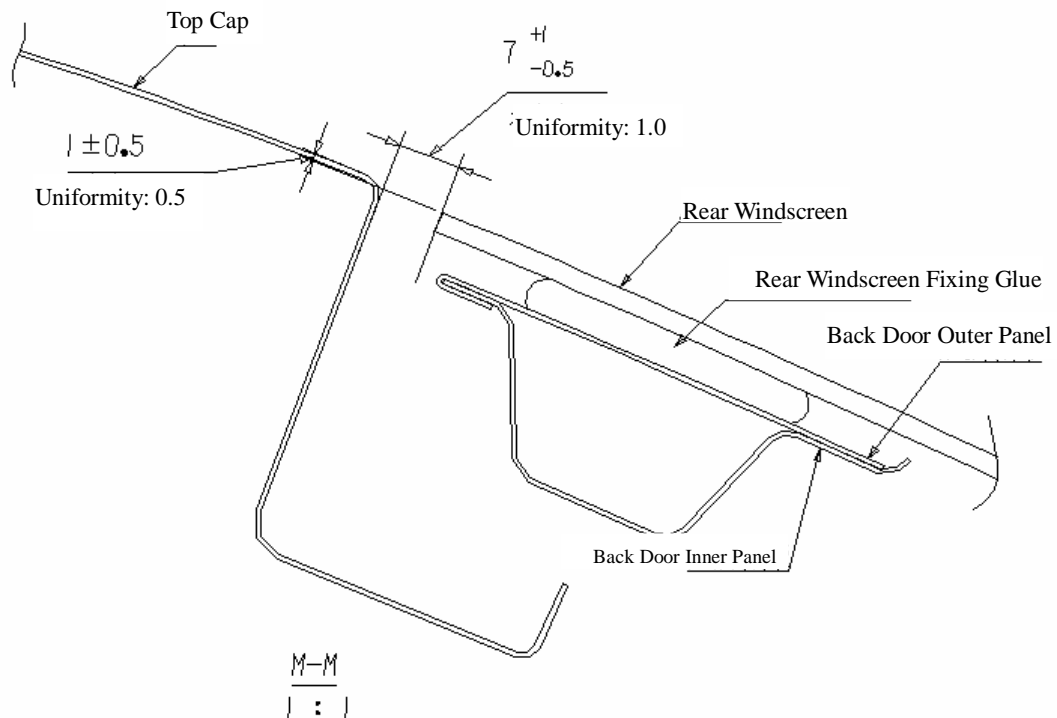 Top Cap
7 +1
-0.5
Uniformity: 1.0
1±0.5
Uniformity: 0.5
Rear Windscreen
Rear Windscreen Fixing Glue
Back Door Outer Panel
Back Door Inner Panel
M-M
1:1